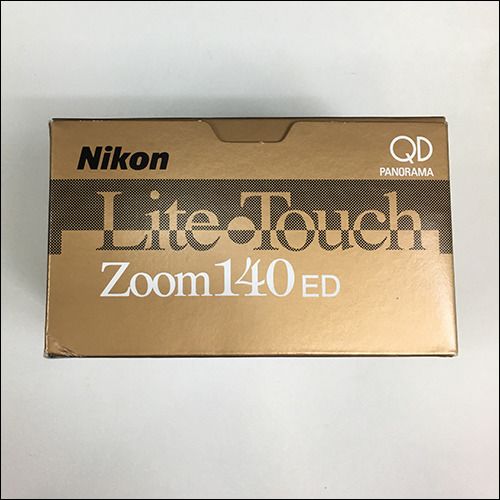 Nikon
QD
PANORAMA
Lite•Touch
Zoom 140 ED